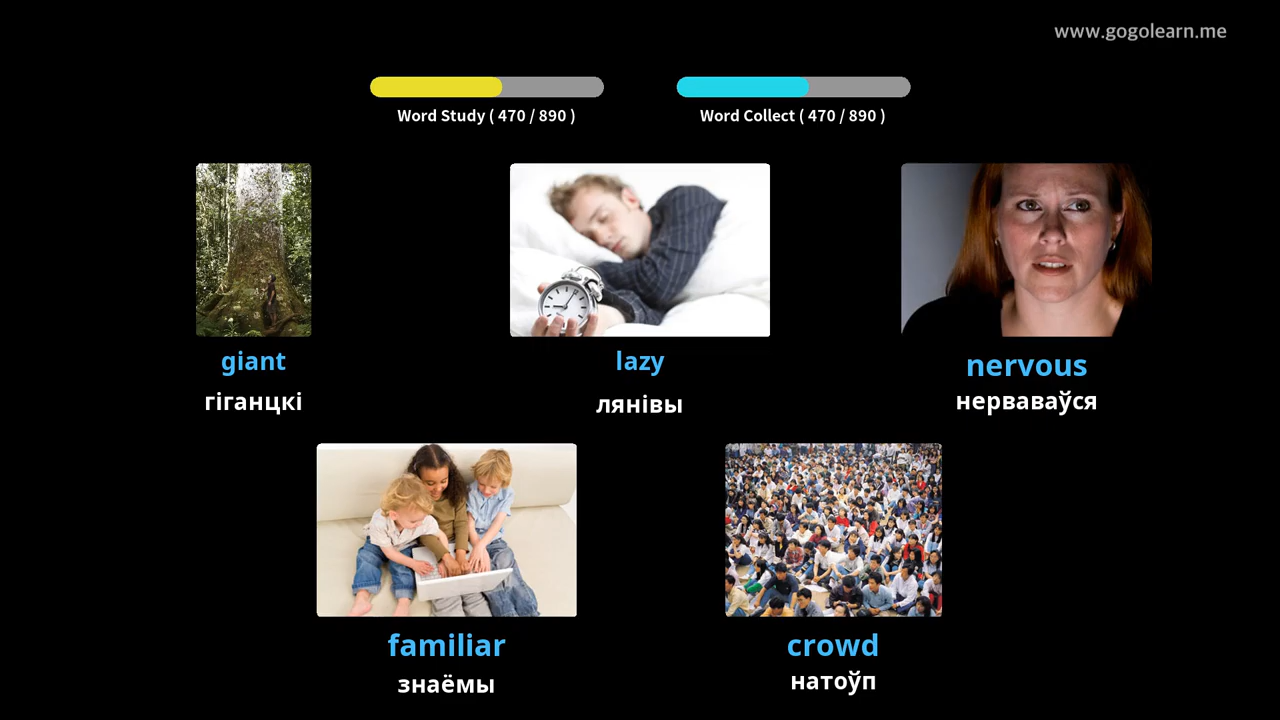 www.gogolearn.me
Word Study ( 470 / 890 )
Word Collect ( 470 / 890 )
giant
гіганцкі
lazy
лянівы
nervous
нерваваўся
familiar
знаёмы
crowd
натоўп